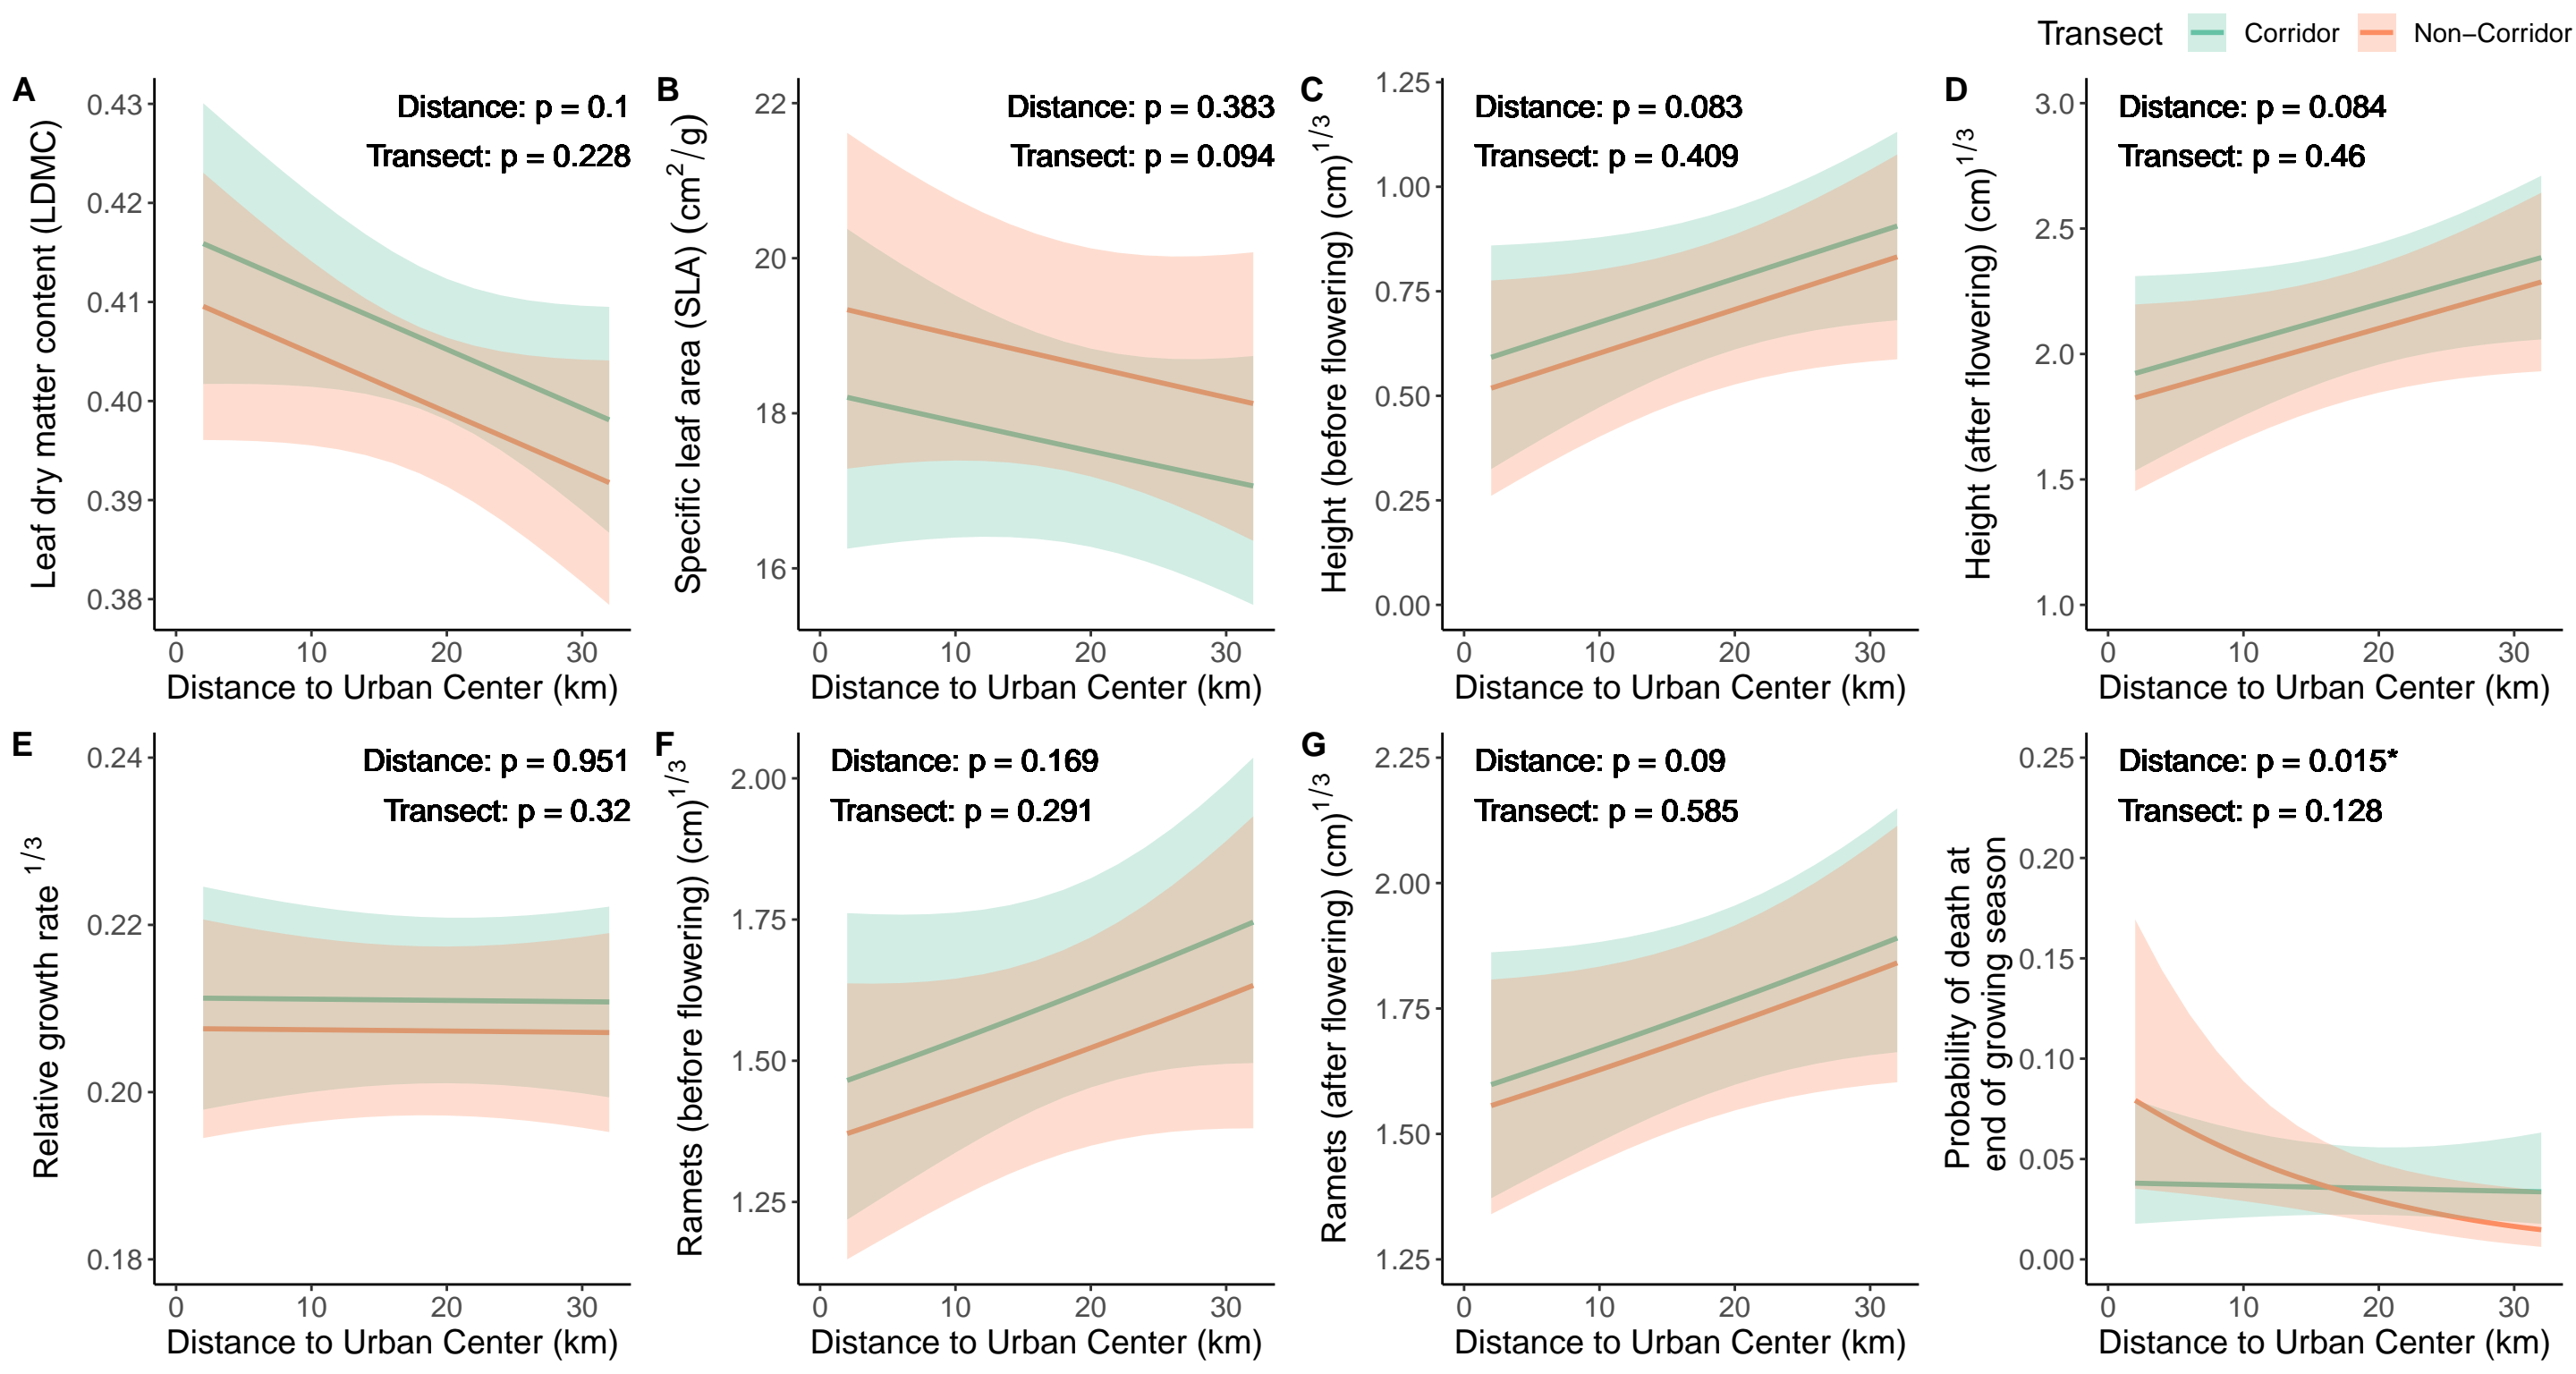 Transect Corridor Non−Corridor
A
Distance: p = 0.1
Transect: p = 0.228
Leaf dry matter content (LDMC)
0.43
0.42
0.41
0.40
0.39
0.38
0 10 20 30
Distance to Urban Center (km)
B
Distance: p = 0.383
Transect: p = 0.094
Specific leaf area (SLA) (cm²/g)
22
20
18
16
0 10 20 30
Distance to Urban Center (km)
C
Distance: p = 0.083
Transect: p = 0.409
Height (before flowering) (cm)^1/3
1.25
1.00
0.75
0.50
0.25
0.00
0 10 20 30
Distance to Urban Center (km)
D
Distance: p = 0.084
Transect: p = 0.46
Height (after flowering) (cm)^1/3
3.0
2.5
2.0
1.5
1.0
0 10 20 30
Distance to Urban Center (km)
E
Distance: p = 0.951
Transect: p = 0.32
Relative growth rate^1/3
0.24
0.22
0.20
0.18
0 10 20 30
Distance to Urban Center (km)
F
Distance: p = 0.169
Transect: p = 0.291
Ramets (before flowering) (cm)^1/3
2.00
1.75
1.50
1.25
0 10 20 30
Distance to Urban Center (km)
G
Distance: p = 0.09
Transect: p = 0.585
Ramets (after flowering) (cm)^1/3
2.25
2.00
1.75
1.50
1.25
0 10 20 30
Distance to Urban Center (km)
Distance: p = 0.015*
Transect: p = 0.128
Probability of death at
end of growing season
0.25
0.20
0.15
0.10
0.05
0.00
0 10 20 30
Distance to Urban Center (km)